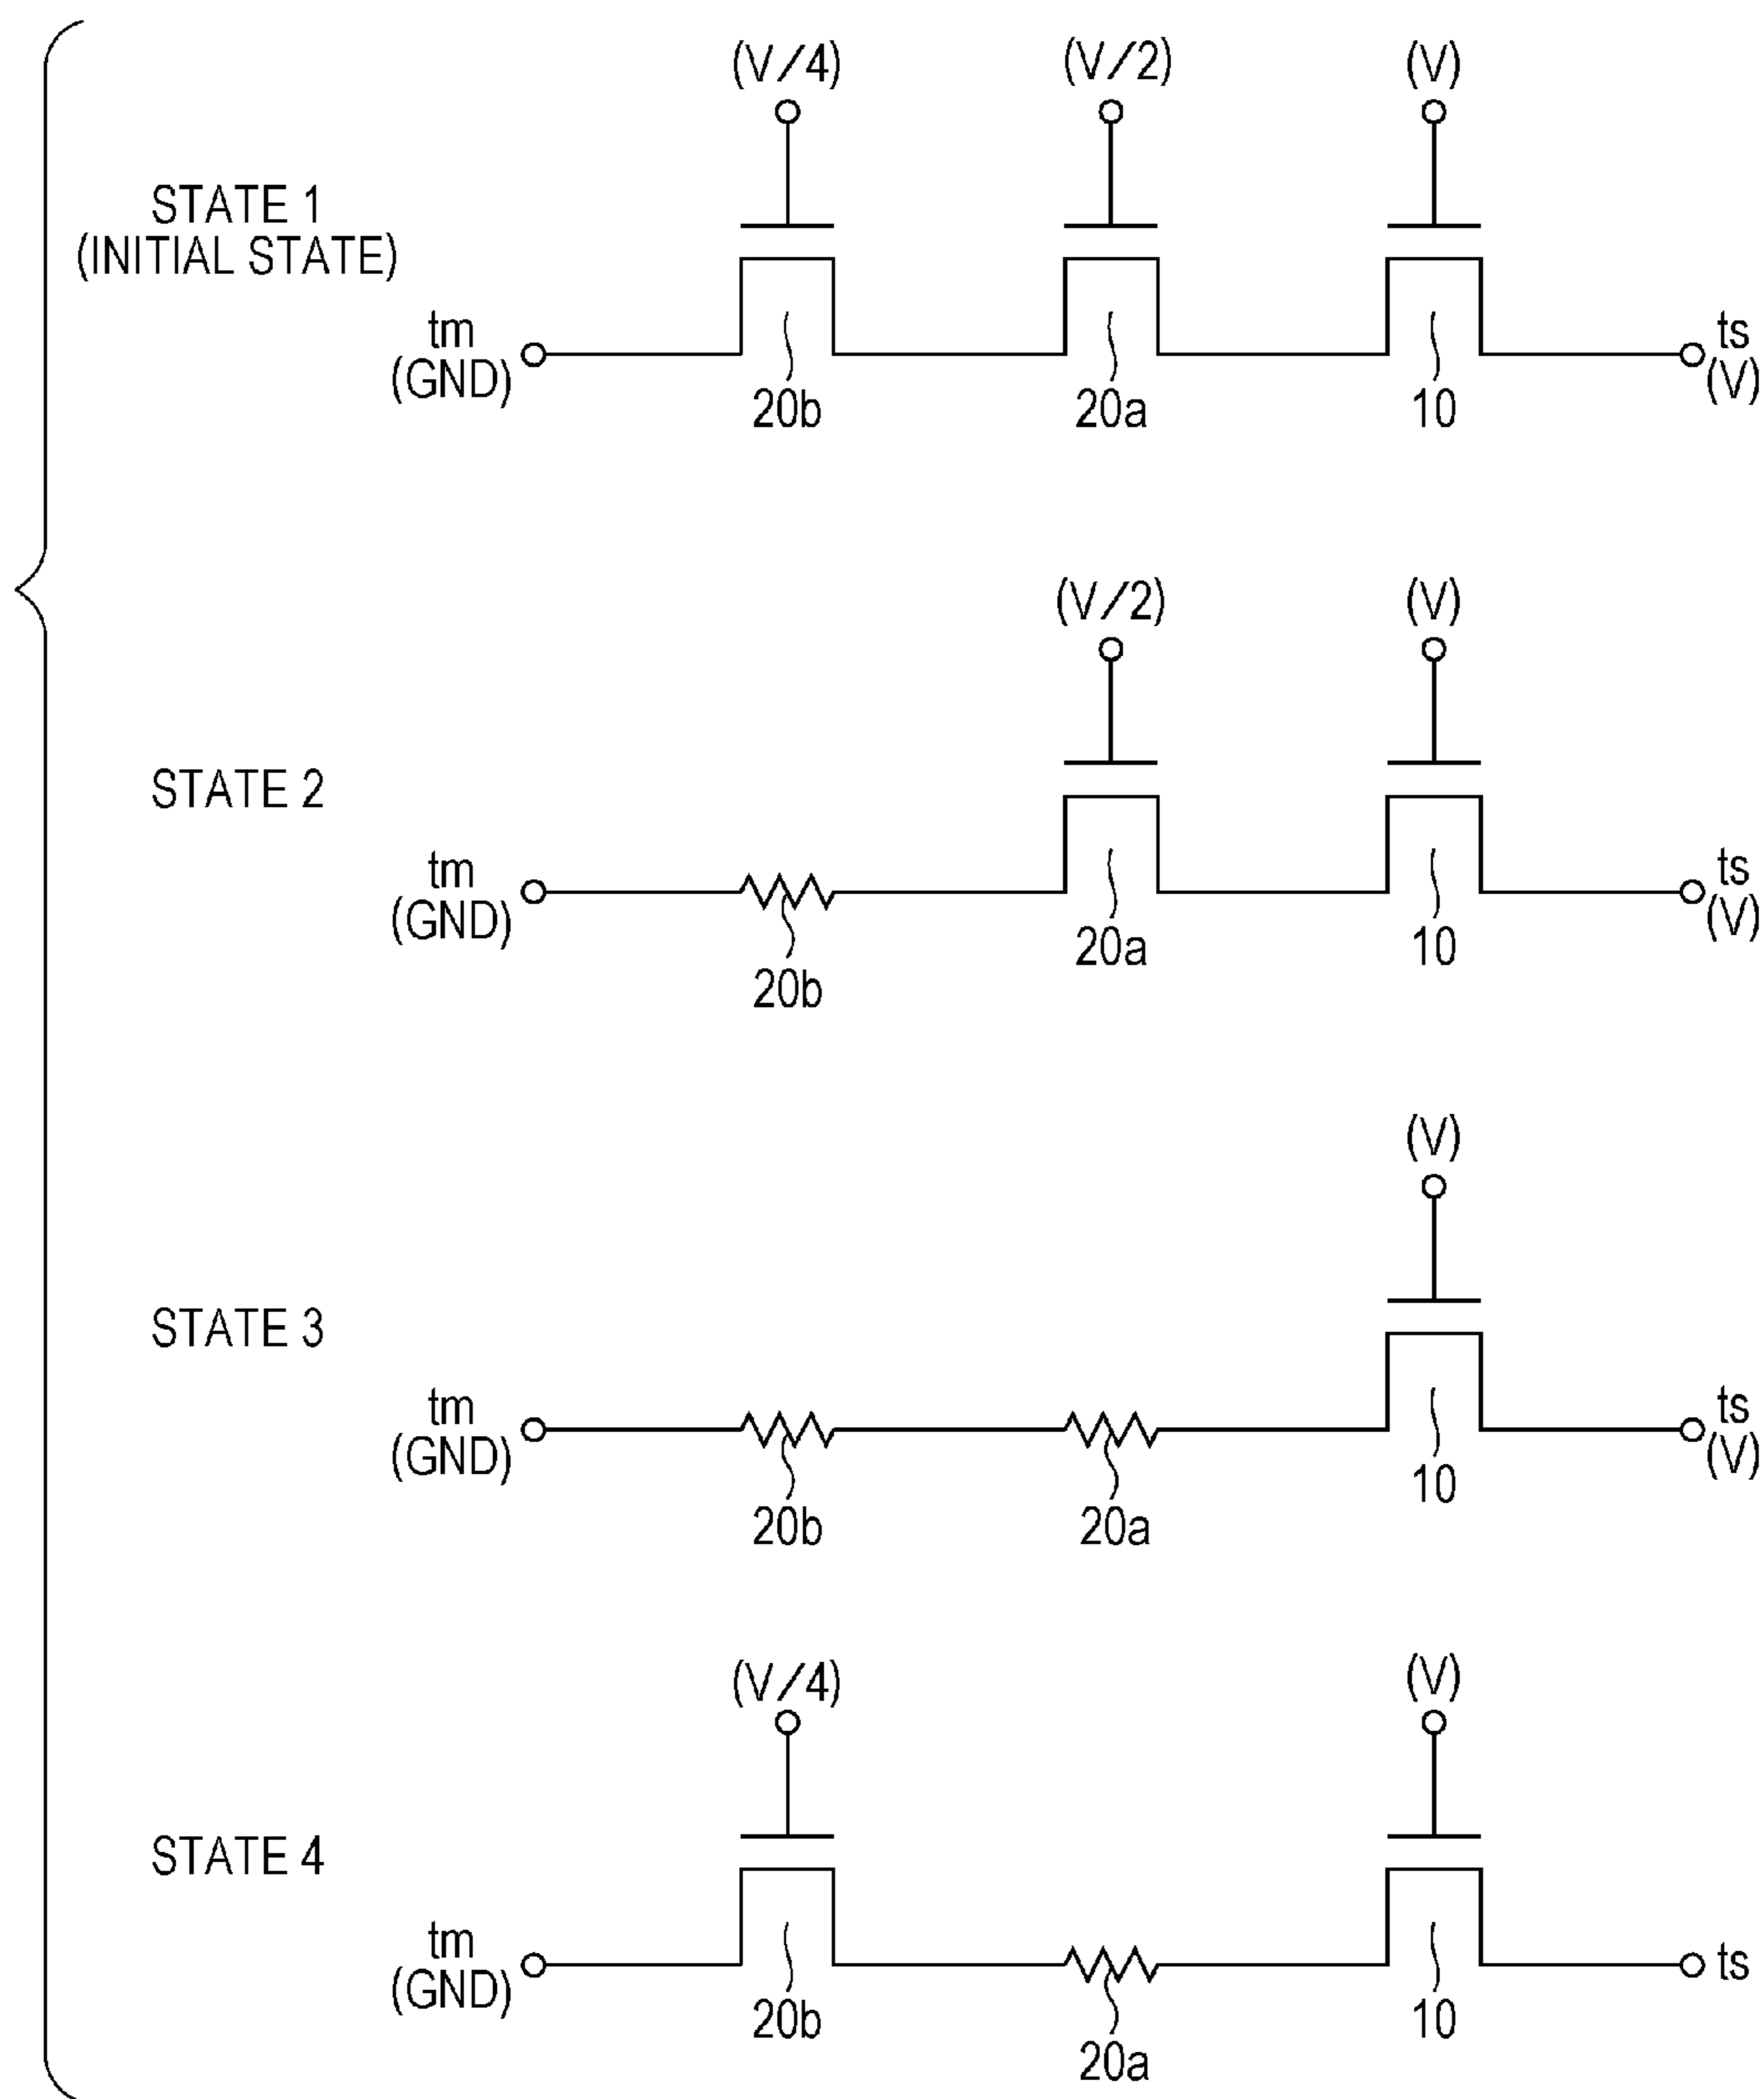 (V/4) (V/2) (V)
STATE 1
(INITIAL STATE)
tm
(GND)
ts
(V)
20b 20a 10
(V/2) (V)
STATE 2
tm
(GND)
ts
(V)
20a 10
20b
(V)
STATE 3
tm
(GND)
ts
(V)
10
20b 20a
(V/4) (V)
STATE 4
tm
(GND)
ts
20b 10
20a